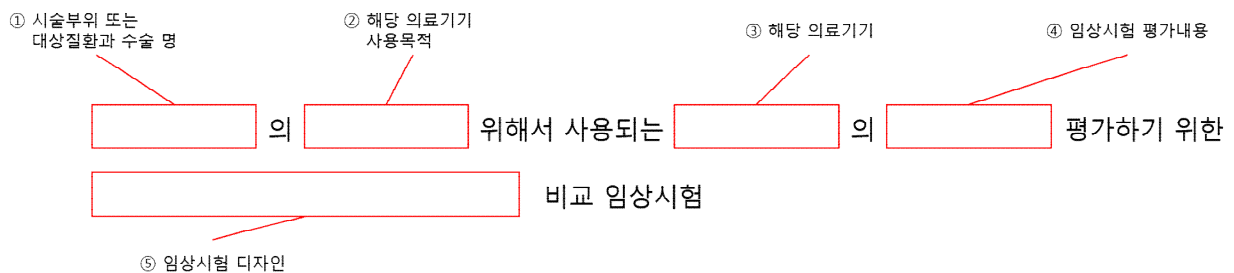 ① 시술부위 또는
대상질환과 수술 명
② 해당 의료기기
사용목적
③ 해당 의료기기
④ 임상시험 평가내용
의 위해서 사용되는 의 평가하기 위한
비교 임상시험
⑤ 임상시험 디자인